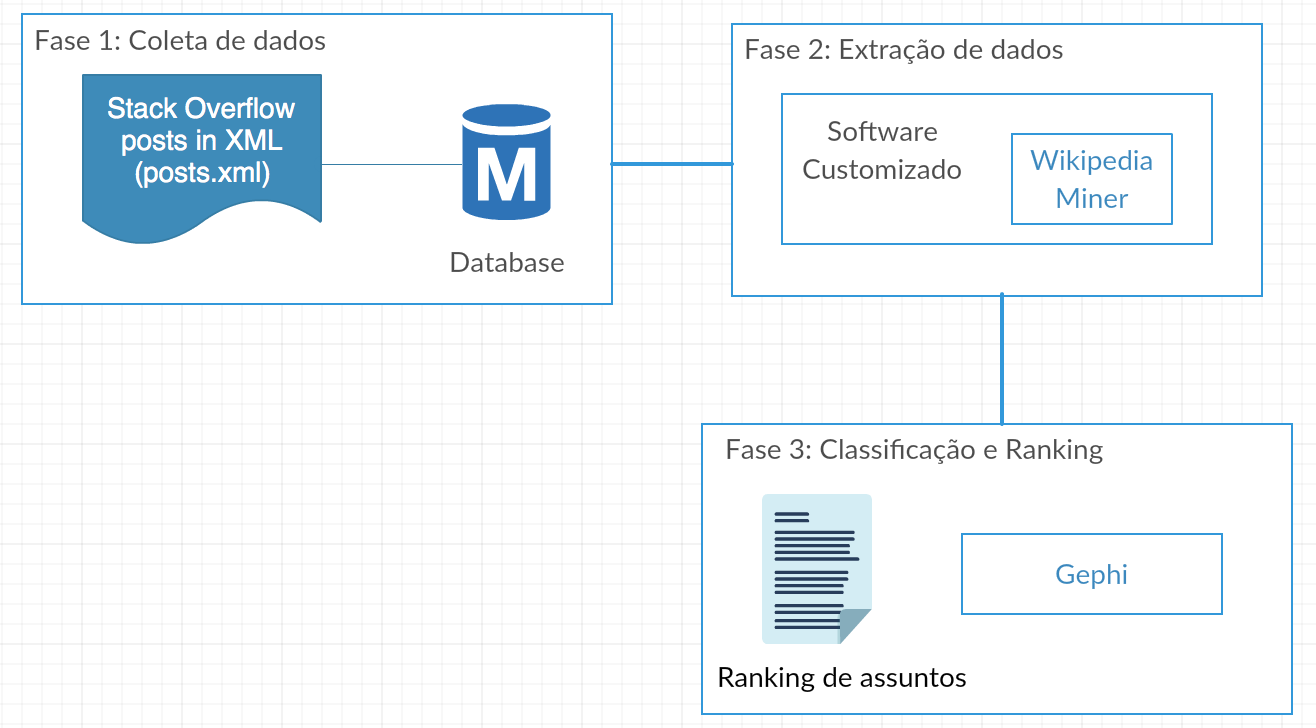 Fase 1: Coleta de dados
Stack Overflow
posts in XML
(posts.xml)
M
Database
Fase 2: Extração de dados
Software
Customizado
Wikipedia
Miner
Fase 3: Classificação e Ranking
Gephi
Ranking de assuntos